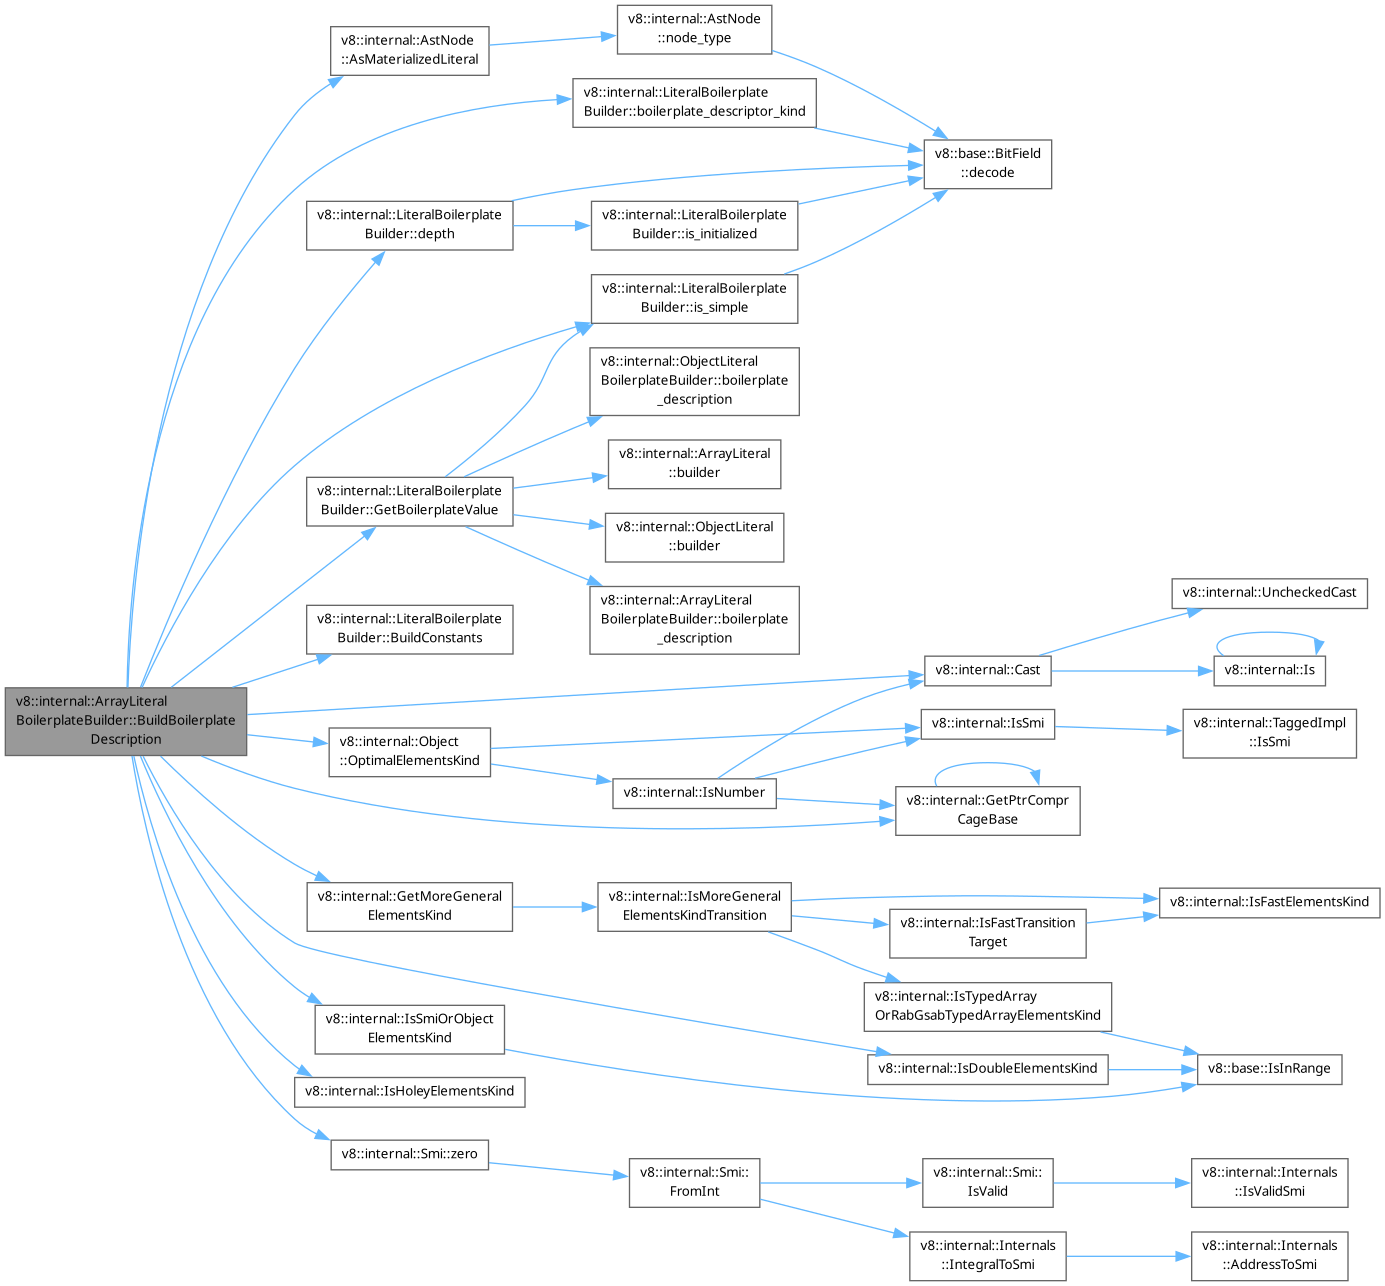 v8::internal::ArrayLiteral
BoilerplateBuilder::BuildBoilerplate
Description
v8::internal::AstNode
::AsMaterializedLiteral
v8::internal::AstNode
::node_type
v8::internal::LiteralBoilerplate
Builder::boilerplate_descriptor_kind
v8::base::BitField
::decode
v8::internal::LiteralBoilerplate
Builder::depth
v8::internal::LiteralBoilerplate
Builder::is_initialized
v8::internal::LiteralBoilerplate
Builder::is_simple
v8::internal::ObjectLiteral
BoilerplateBuilder::boilerplate
_description
v8::internal::LiteralBoilerplate
Builder::GetBoilerplateValue
v8::internal::ArrayLiteral
::builder
v8::internal::ObjectLiteral
::builder
v8::internal::ArrayLiteral
BoilerplateBuilder::boilerplate
_description
v8::internal::LiteralBoilerplate
Builder::BuildConstants
v8::internal::Cast
v8::internal::UncheckedCast
v8::internal::Is
v8::internal::Object
::OptimalElementsKind
v8::internal::IsSmi
v8::internal::TaggedImpl
::IsSmi
v8::internal::IsNumber
v8::internal::GetPtrCompr
CageBase
v8::internal::GetMoreGeneral
ElementsKind
v8::internal::IsMoreGeneral
ElementsKindTransition
v8::internal::IsFastElementsKind
v8::internal::IsFastTransition
Target
v8::internal::IsTypedArray
OrRabGsabTypedArrayElementsKind
v8::internal::IsSmiOrObject
ElementsKind
v8::internal::IsDoubleElementsKind
v8::base::IsInRange
v8::internal::IsHoleyElementsKind
v8::internal::Smi::zero
v8::internal::Smi::
FromInt
v8::internal::Smi::
IsValid
v8::internal::Internals
::IsValidSmi
v8::internal::Internals
::IntegralToSmi
v8::internal::Internals
::AddressToSmi